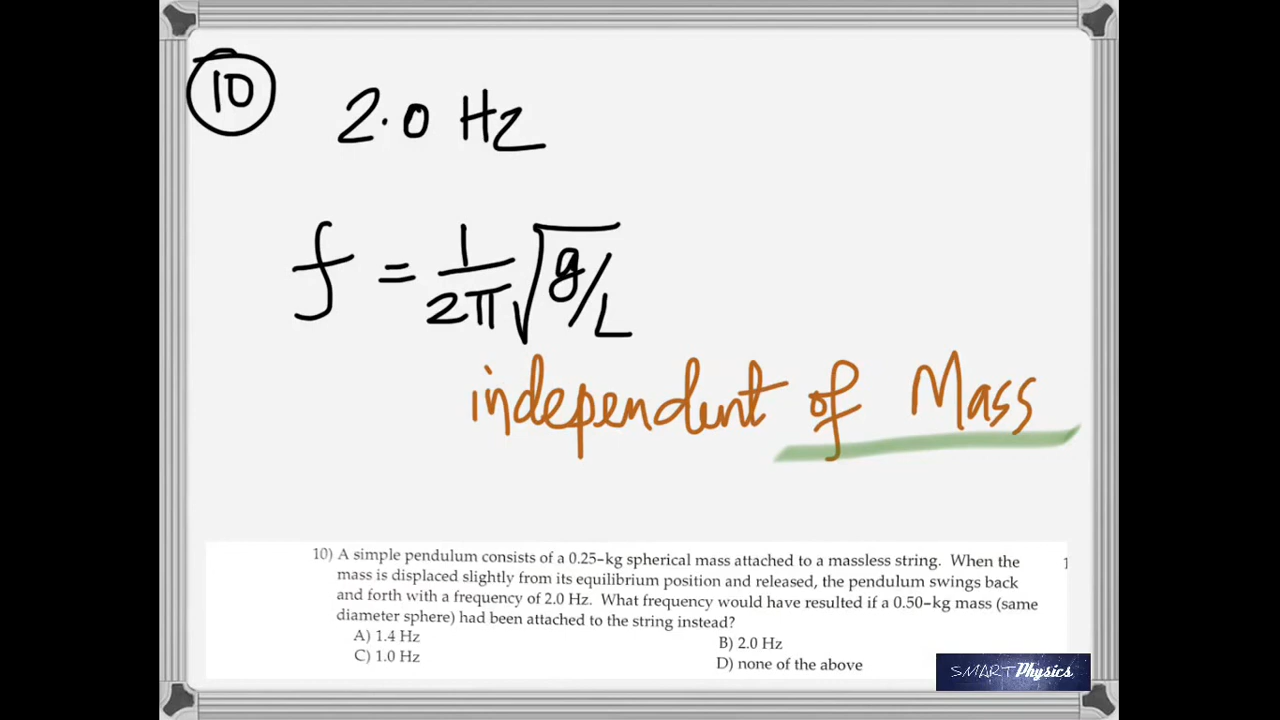 10
2.0 Hz
f = 1/2π √g/L
independent of Mass
10) A simple pendulum consists of a 0.25-kg spherical mass attached to a massless string. When the
mass is displaced slightly from its equilibrium position and released, the pendulum swings back
and forth with a frequency of 2.0 Hz. What frequency would have resulted if a 0.50-kg mass (same
diameter sphere) had been attached to the string instead?
A) 1.4 Hz
B) 2.0 Hz
C) 1.0 Hz
D) none of the above
SMART Physics